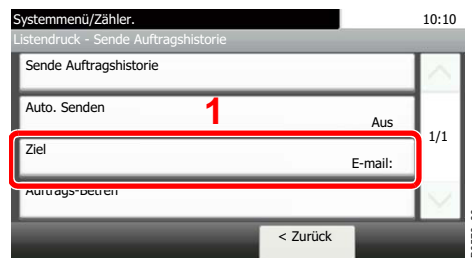 Systemmenü/Zähler. 10:10
Listendruck - Sende Auftragshistorie
Sende Auftragshistorie
Auto. Senden 1
Aus
1/1
Ziel
E-mail:
Auftrags-Betreff
< Zurück